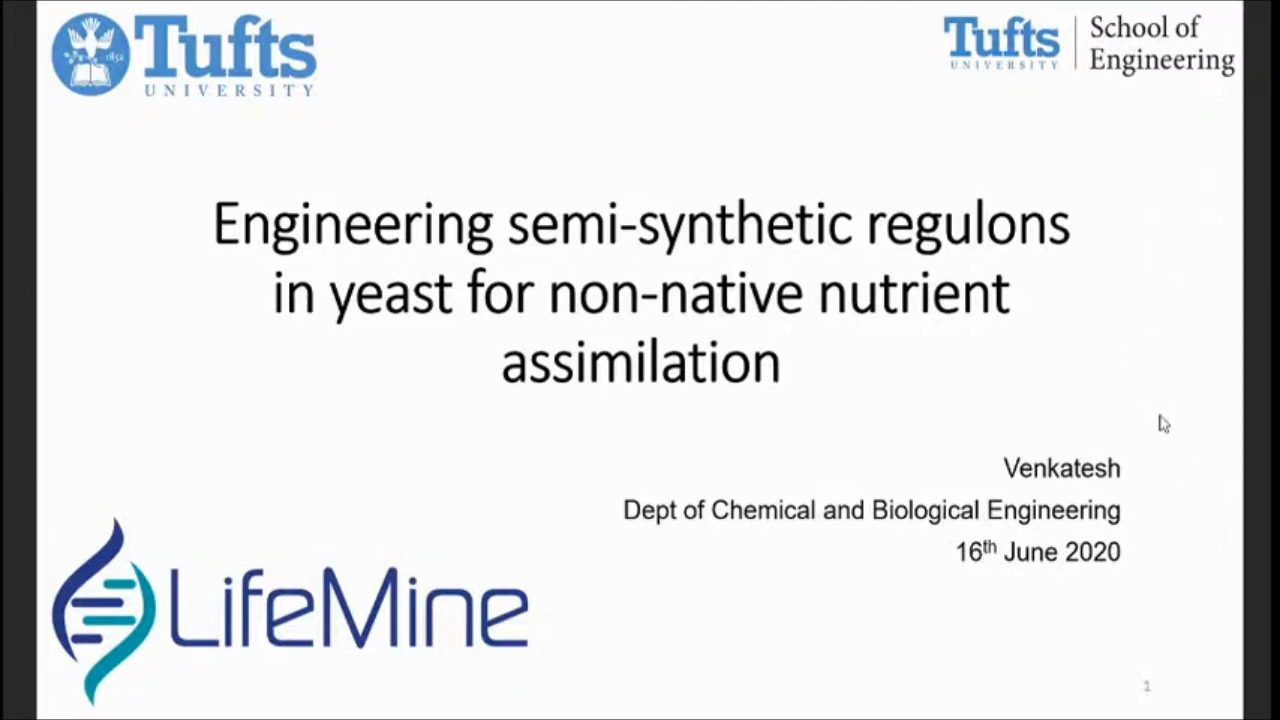 Tufts
UNIVERSITY
1852
Tufts
UNIVERSITY
School of
Engineering
Engineering semi-synthetic regulons
in yeast for non-native nutrient
assimilation
Venkatesh
Dept of Chemical and Biological Engineering
16th June 2020
LifeMine
1